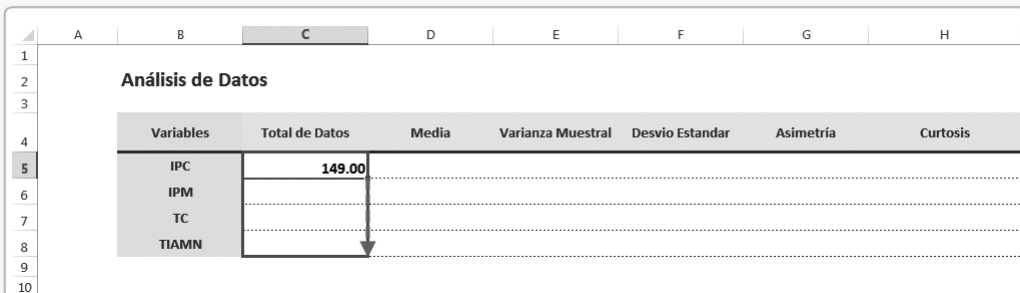 A B C D E F G H
1
2 Análisis de Datos
3
4 Variables Total de Datos Media Varianza Muestral Desvio Estandar Asimetría Curtosis
5 IPC 149.00
6 IPM
7 TC
8 TIAMN
9
10